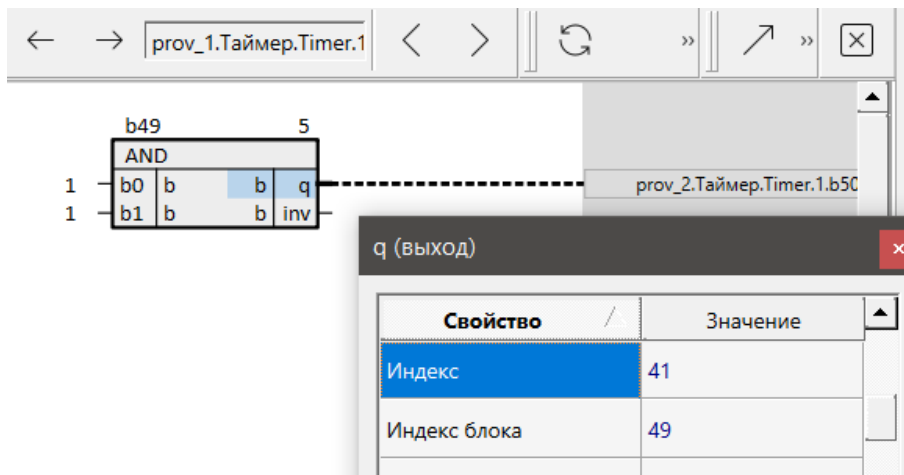 prov_1.Таймер.Timer.1
»
»
b49 5
AND
1 b0 b b q
1 b1 b b inv
prov_2.Таймер.Timer.1.b50
q (выход)
Свойство Значение
Индекс 41
Индекс блока 49